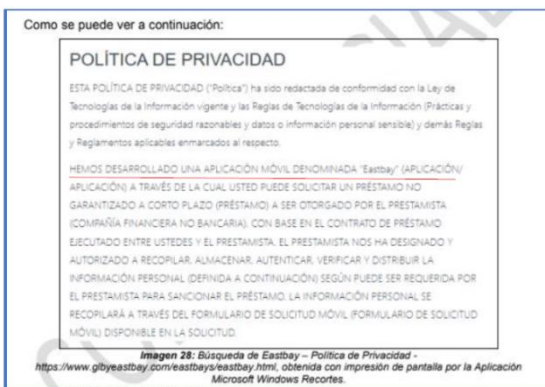 Como se puede ver a continuación:
POLÍTICA DE PRIVACIDAD
ESTA POLÍTICA DE PRIVACIDAD ("Política") ha sido redactada de conformidad con la Ley de
Tecnologías de la Información vigente y las Reglas de Tecnologías de la Información (Prácticas y
procedimientos de seguridad razonables y datos o información personal sensible) y demás Reglas
y Reglamentos aplicables enmarcados al respecto.
HEMOS DESARROLLADO UNA APLICACIÓN MÓVIL DENOMINADA "Eastbay" (APLICACIÓN/
APLICACIÓN) A TRAVÉS DE LA CUAL USTED PUEDE SOLICITAR UN PRÉSTAMO NO
GARANTIZADO A CORTO PLAZO (PRÉSTAMO) A SER OTORGADO POR EL PRESTAMISTA
(COMPAÑÍA FINANCIERA NO BANCARIA), CON BASE EN EL CONTRATO DE PRÉSTAMO
EJECUTADO ENTRE USTEDES Y EL PRESTAMISTA. EL PRESTAMISTA NOS HA DESIGNADO Y
AUTORIZADO A RECOPILAR, ALMACENAR, AUTENTICAR, VERIFICAR Y DISTRIBUIR LA
INFORMACIÓN PERSONAL (DEFINIDA A CONTINUACIÓN) SEGÚN PUEDE SER REQUERIDA POR
EL PRESTAMISTA PARA SANCIONAR EL PRÉSTAMO. LA INFORMACIÓN PERSONAL SE
RECOPILARÁ A TRAVÉS DEL FORMULARIO DE SOLICITUD MÓVIL (FORMULARIO DE SOLICITUD
MÓVIL) DISPONIBLE EN LA SOLICITUD.
Imagen 28: Búsqueda de Eastbay – Política de Privacidad -
https://www.glbyeastbay.com/eastbays/eastbay.html, obtenida con impresión de pantalla por la Aplicación
Microsoft Windows Recortes.